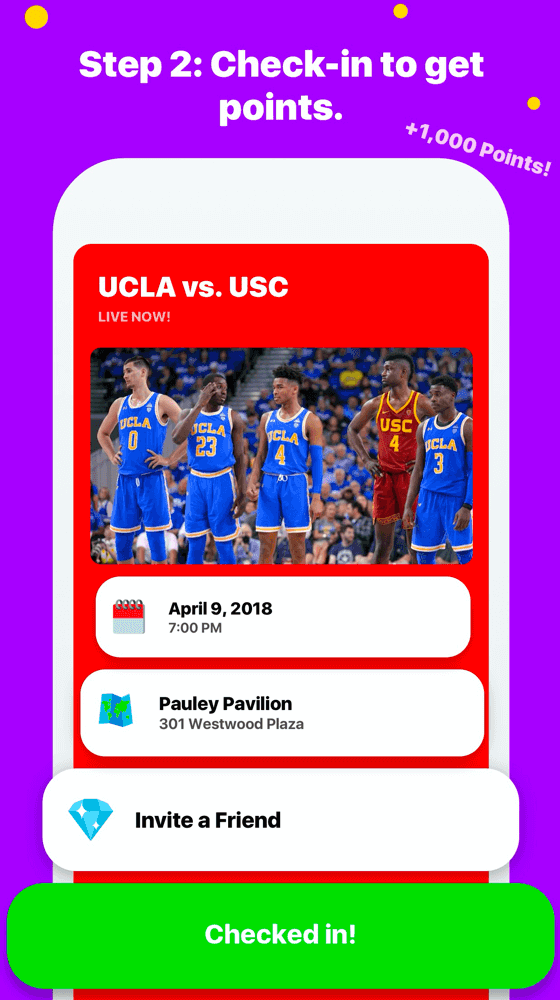 Step 2: Check-in to get
points.
+1,000 Points!
UCLA vs. USC
LIVE NOW!
UCLA
0
UCLA
23
UCLA
4
USC
4
UCLA
3
April 9, 2018
7:00 PM
Pauley Pavilion
301 Westwood Plaza
Invite a Friend
Checked in!